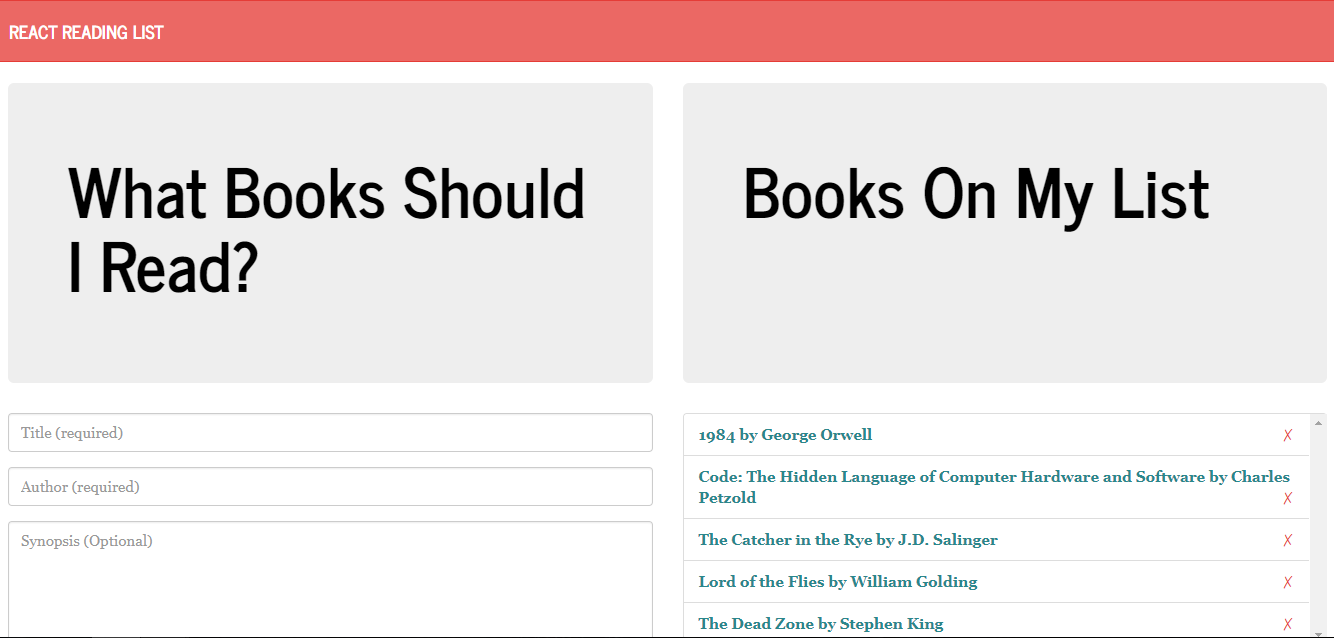 REACT READING LIST
What Books Should
I Read?
Title (required)
Author (required)
Synopsis (Optional)
Books On My List
1984 by George Orwell
✗
Code: The Hidden Language of Computer Hardware and Software by Charles
Petzold
✗
The Catcher in the Rye by J.D. Salinger
✗
Lord of the Flies by William Golding
✗
The Dead Zone by Stephen King
✗